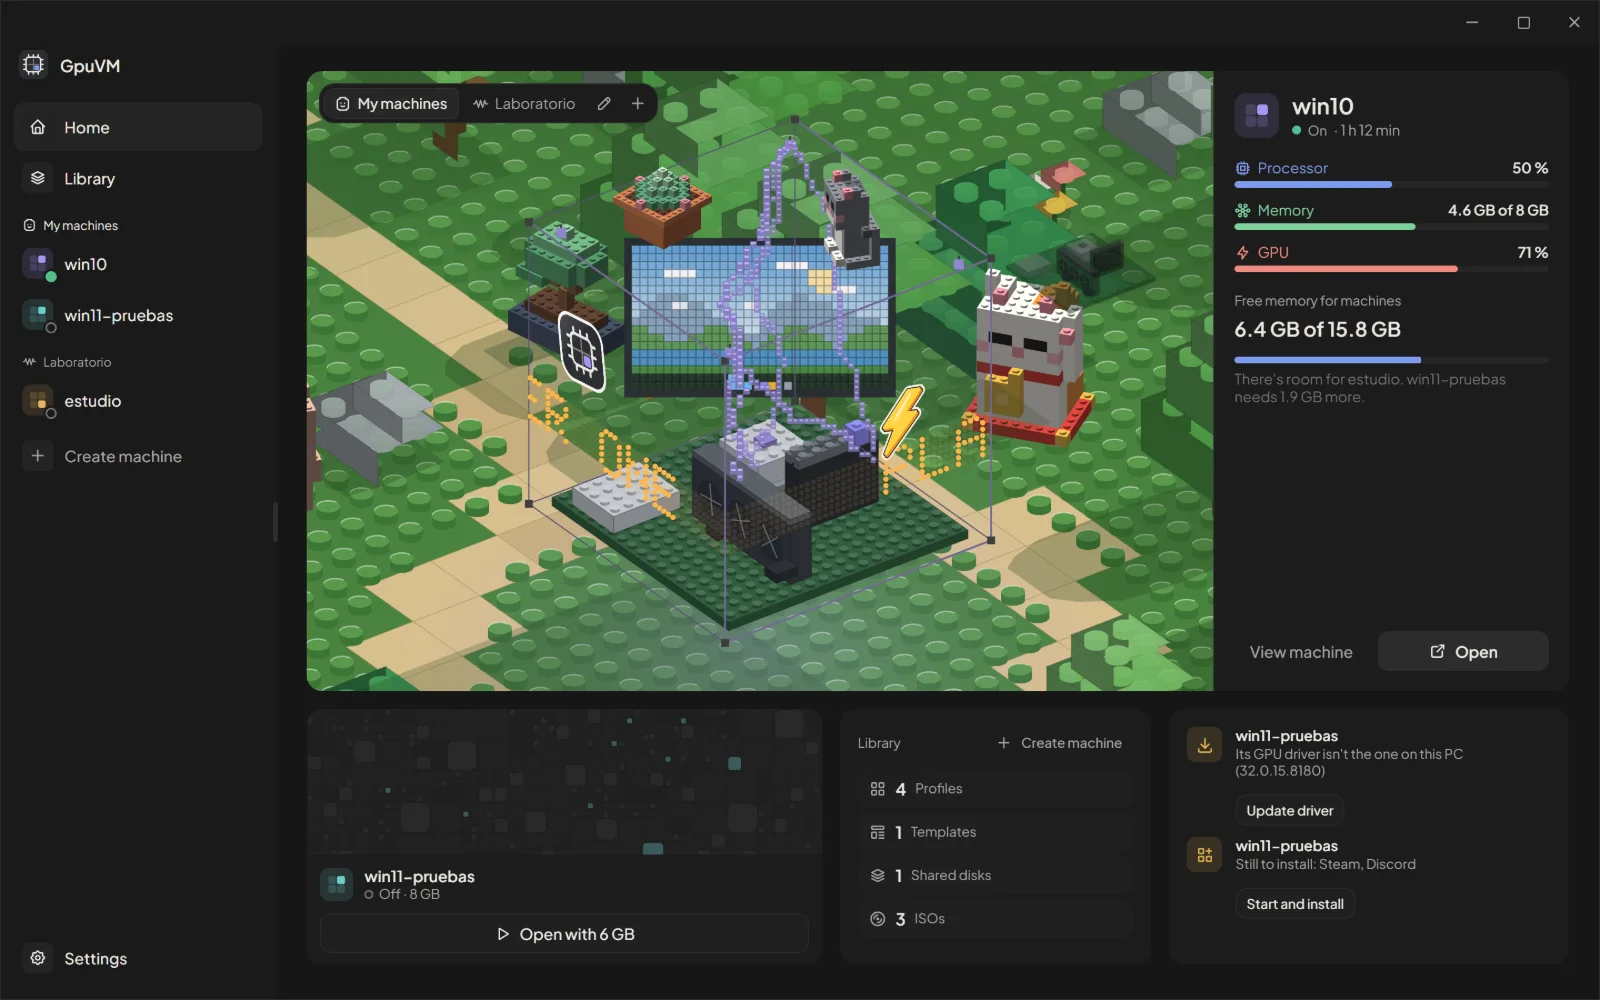 GpuVM
Home
Library
My machines
win10
win11-pruebas
Laboratorio
estudio
Create machine
Settings
My machines
Laboratorio
win10
On · 1 h 12 min
Processor
50 %
Memory
4.6 GB of 8 GB
GPU
71 %
Free memory for machines
6.4 GB of 15.8 GB
There's room for estudio. win11-pruebas
needs 1.9 GB more.
View machine
Open
win11-pruebas
Off · 8 GB
Open with 6 GB
Library
Create machine
4 Profiles
1 Templates
1 Shared disks
3 ISOs
win11-pruebas
Its GPU driver isn't the one on this PC
(32.0.15.8180)
Update driver
win11-pruebas
Still to install: Steam, Discord
Start and install